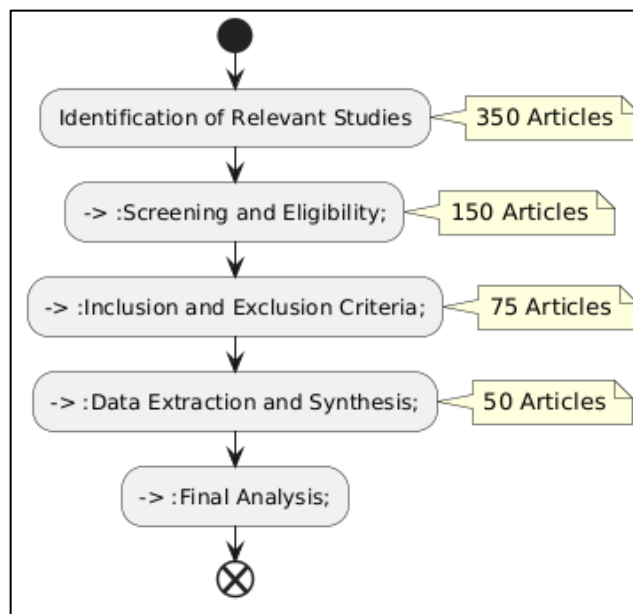 Identification of Relevant Studies
350 Articles
-> :Screening and Eligibility;
150 Articles
-> :Inclusion and Exclusion Criteria;
75 Articles
-> :Data Extraction and Synthesis;
50 Articles
-> :Final Analysis;